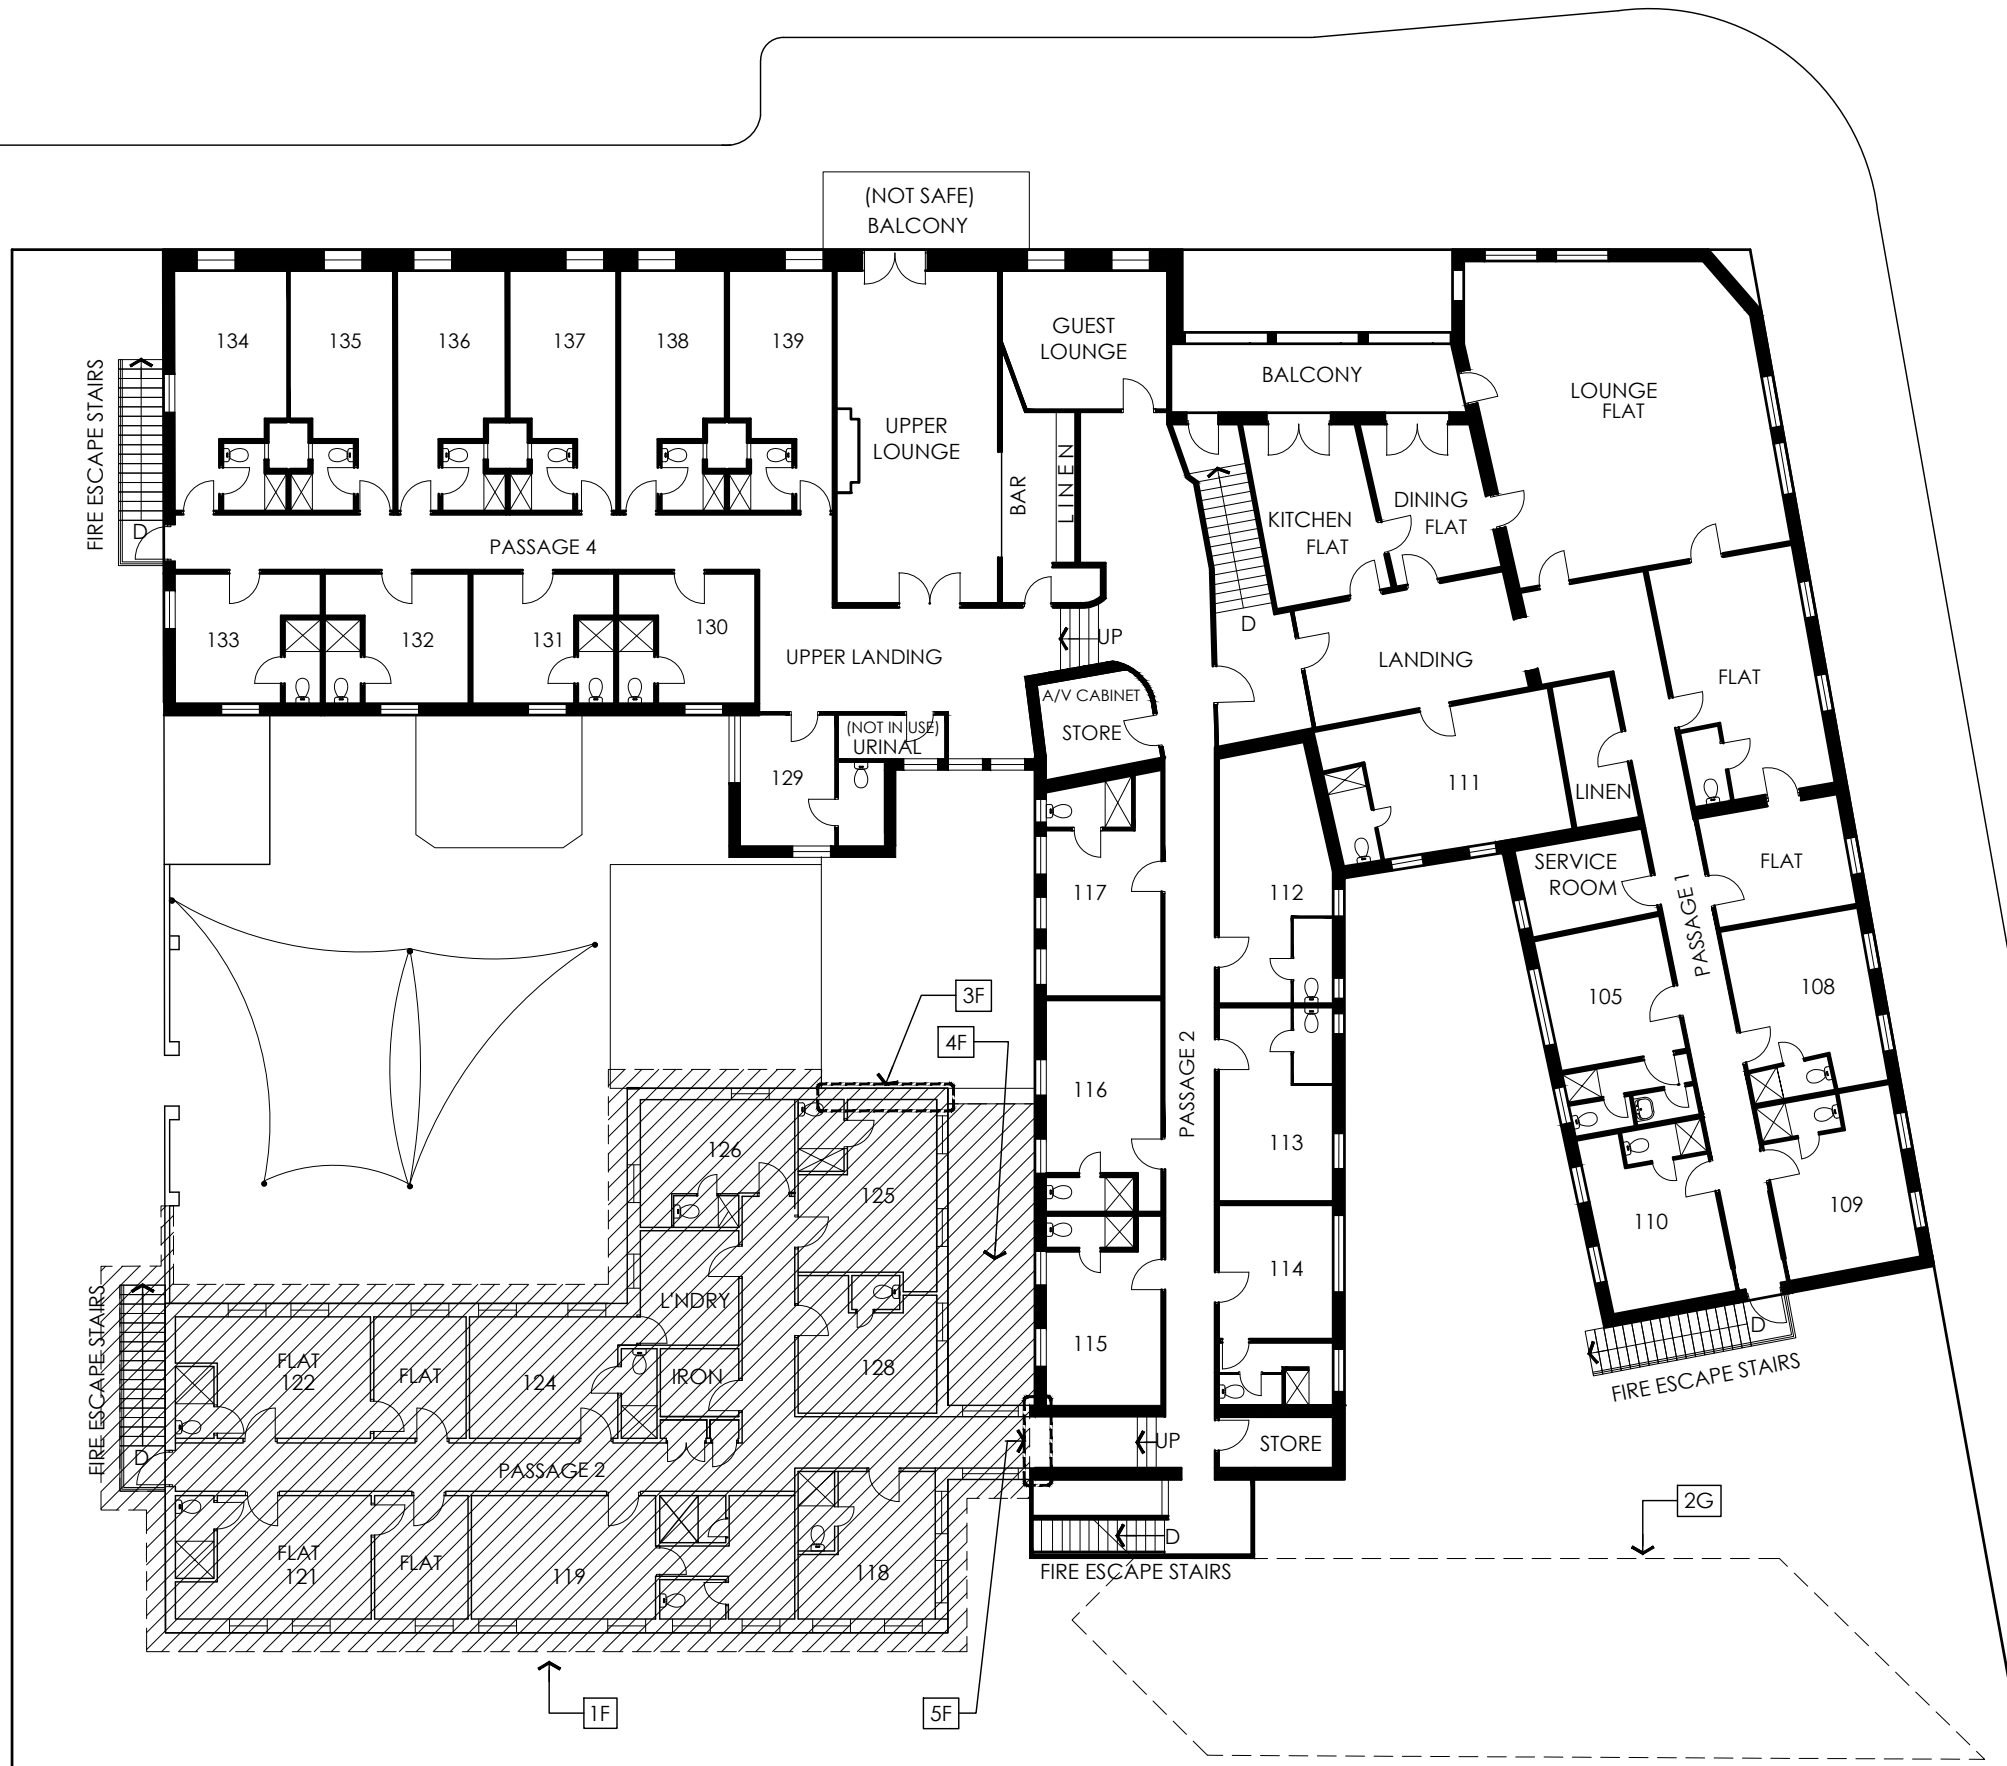 (NOT SAFE)
BALCONY
134
135
136
137
138
139
GUEST
LOUNGE
BALCONY
LOUNGE
FLAT
FIRE ESCAPE STAIRS
UPPER
LOUNGE
BAR
LINEN
KITCHEN
FLAT
DINING
FLAT
D
PASSAGE 4
133
132
131
130
UPPER LANDING
UP
D
LANDING
FLAT
A/V CABINET
STORE
(NOT IN USE)
URINAL
129
111
LINEN
SERVICE
ROOM
FLAT
117
112
PASSAGE 1
105
108
3F
4F
116
PASSAGE 2
113
126
125
110
109
114
L'NDRY
FIRE ESCAPE STAIRS
D
FLAT
122
FLAT
124
IRON
128
115
D
FIRE ESCAPE STAIRS
PASSAGE 2
UP
STORE
2G
FLAT
121
FLAT
119
118
D
FIRE ESCAPE STAIRS
1F
5F